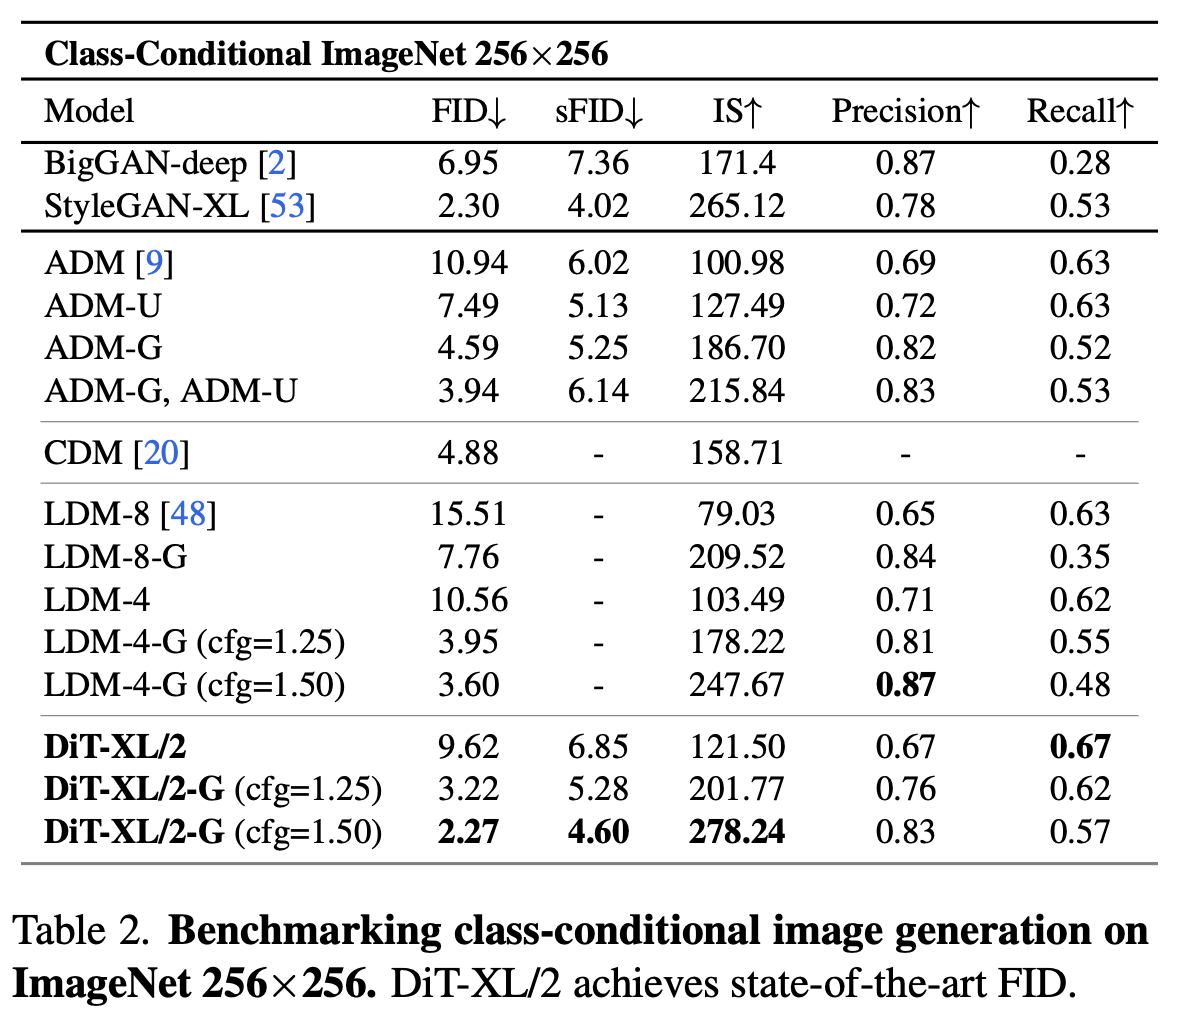 Class-Conditional ImageNet 256×256
Model FID↓ sFID↓ IS↑ Precision↑ Recall↑
BigGAN-deep [2] 6.95 7.36 171.4 0.87 0.28
StyleGAN-XL [53] 2.30 4.02 265.12 0.78 0.53
ADM [9] 10.94 6.02 100.98 0.69 0.63
ADM-U 7.49 5.13 127.49 0.72 0.63
ADM-G 4.59 5.25 186.70 0.82 0.52
ADM-G, ADM-U 3.94 6.14 215.84 0.83 0.53
CDM [20] 4.88 - 158.71 - -
LDM-8 [48] 15.51 - 79.03 0.65 0.63
LDM-8-G 7.76 - 209.52 0.84 0.35
LDM-4 10.56 - 103.49 0.71 0.62
LDM-4-G (cfg=1.25) 3.95 - 178.22 0.81 0.55
LDM-4-G (cfg=1.50) 3.60 - 247.67 0.87 0.48
DiT-XL/2 9.62 6.85 121.50 0.67 0.67
DiT-XL/2-G (cfg=1.25) 3.22 5.28 201.77 0.76 0.62
DiT-XL/2-G (cfg=1.50) 2.27 4.60 278.24 0.83 0.57
Table 2. Benchmarking class-conditional image generation on
ImageNet 256×256. DiT-XL/2 achieves state-of-the-art FID.